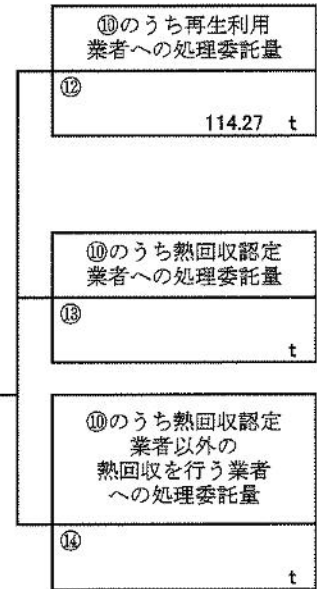 ⑩のうち再生利用
業者への処理委託量
⑫
114.27 t
⑩のうち熱回収認定
業者への処理委託量
⑬
t
⑩のうち熱回収認定
業者以外の
熱回収を行う業者
への処理委託量
⑭
t